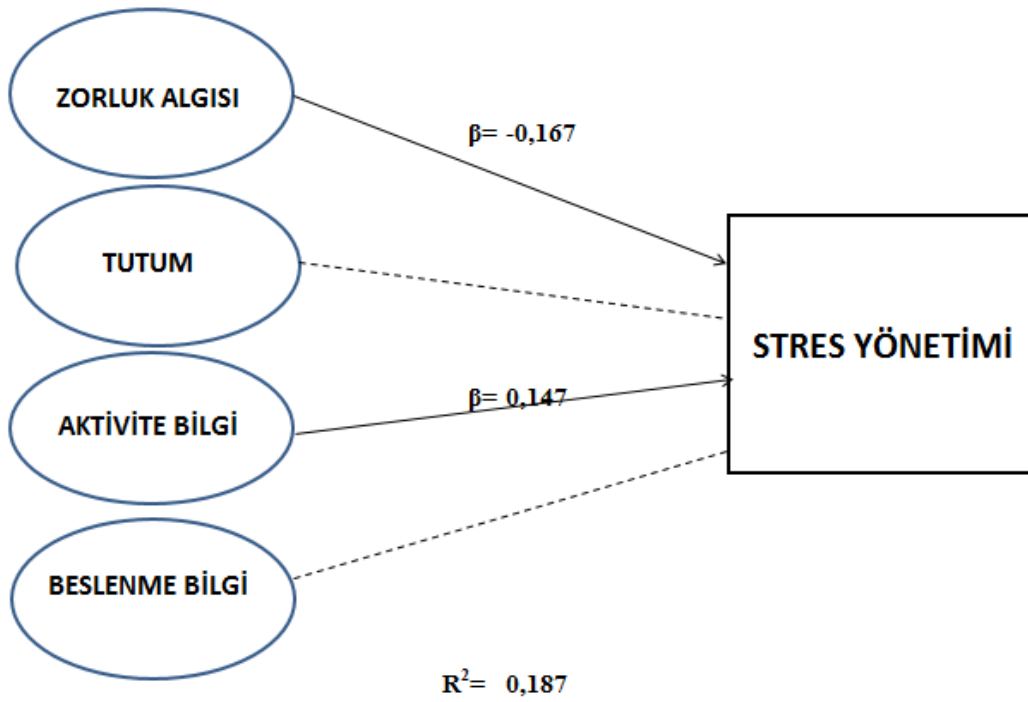 ZORLUK ALGISI
β= -0,167
TUTUM
STRES YÖNETİMİ
β= 0,147
AKTİVİTE BİLGİ
BESLENME BİLGİ
R²= 0,187